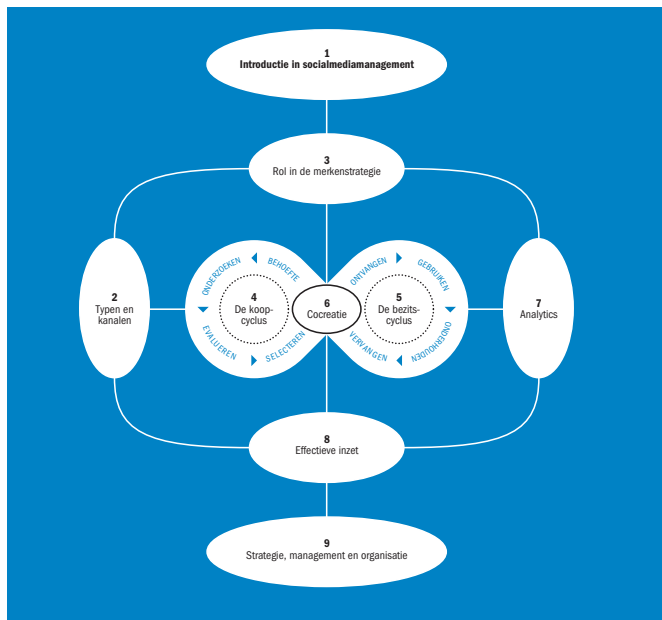 1
Introductie in socialmediamanagement
3
Rol in de merkenstrategie
2
Typen en
kanalen
ONDERZOEKEN
BEHOEFTE
EVALUEREN
SELECTEREN
4
De koop-
cyclus
6
Cocreatie
ONTVANGEN
GEBRUIKEN
ONDERHOUDEN
VERVANGEN
5
De bezits-
cyclus
7
Analytics
8
Effectieve inzet
9
Strategie, management en organisatie